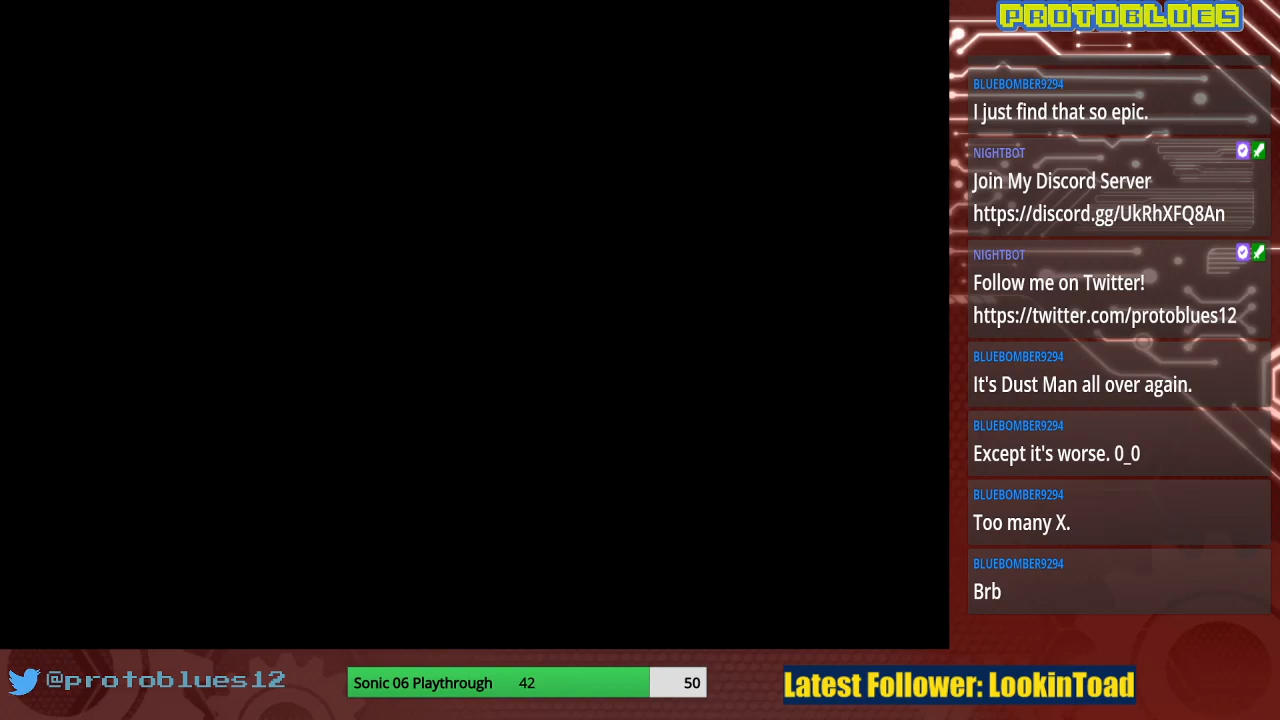 PROTOBLUES
BLUEBOMBER9294
I just find that so epic.
NIGHTBOT
Join My Discord Server
https://discord.gg/UkRhXFQ8An
NIGHTBOT
Follow me on Twitter!
https://twitter.com/protoblues12
BLUEBOMBER9294
It's Dust Man all over again.
BLUEBOMBER9294
Except it's worse. 0_0
BLUEBOMBER9294
Too many X.
BLUEBOMBER9294
Brb
@protoblues12
Sonic 06 Playthrough 42 50
Latest Follower: LookinToad